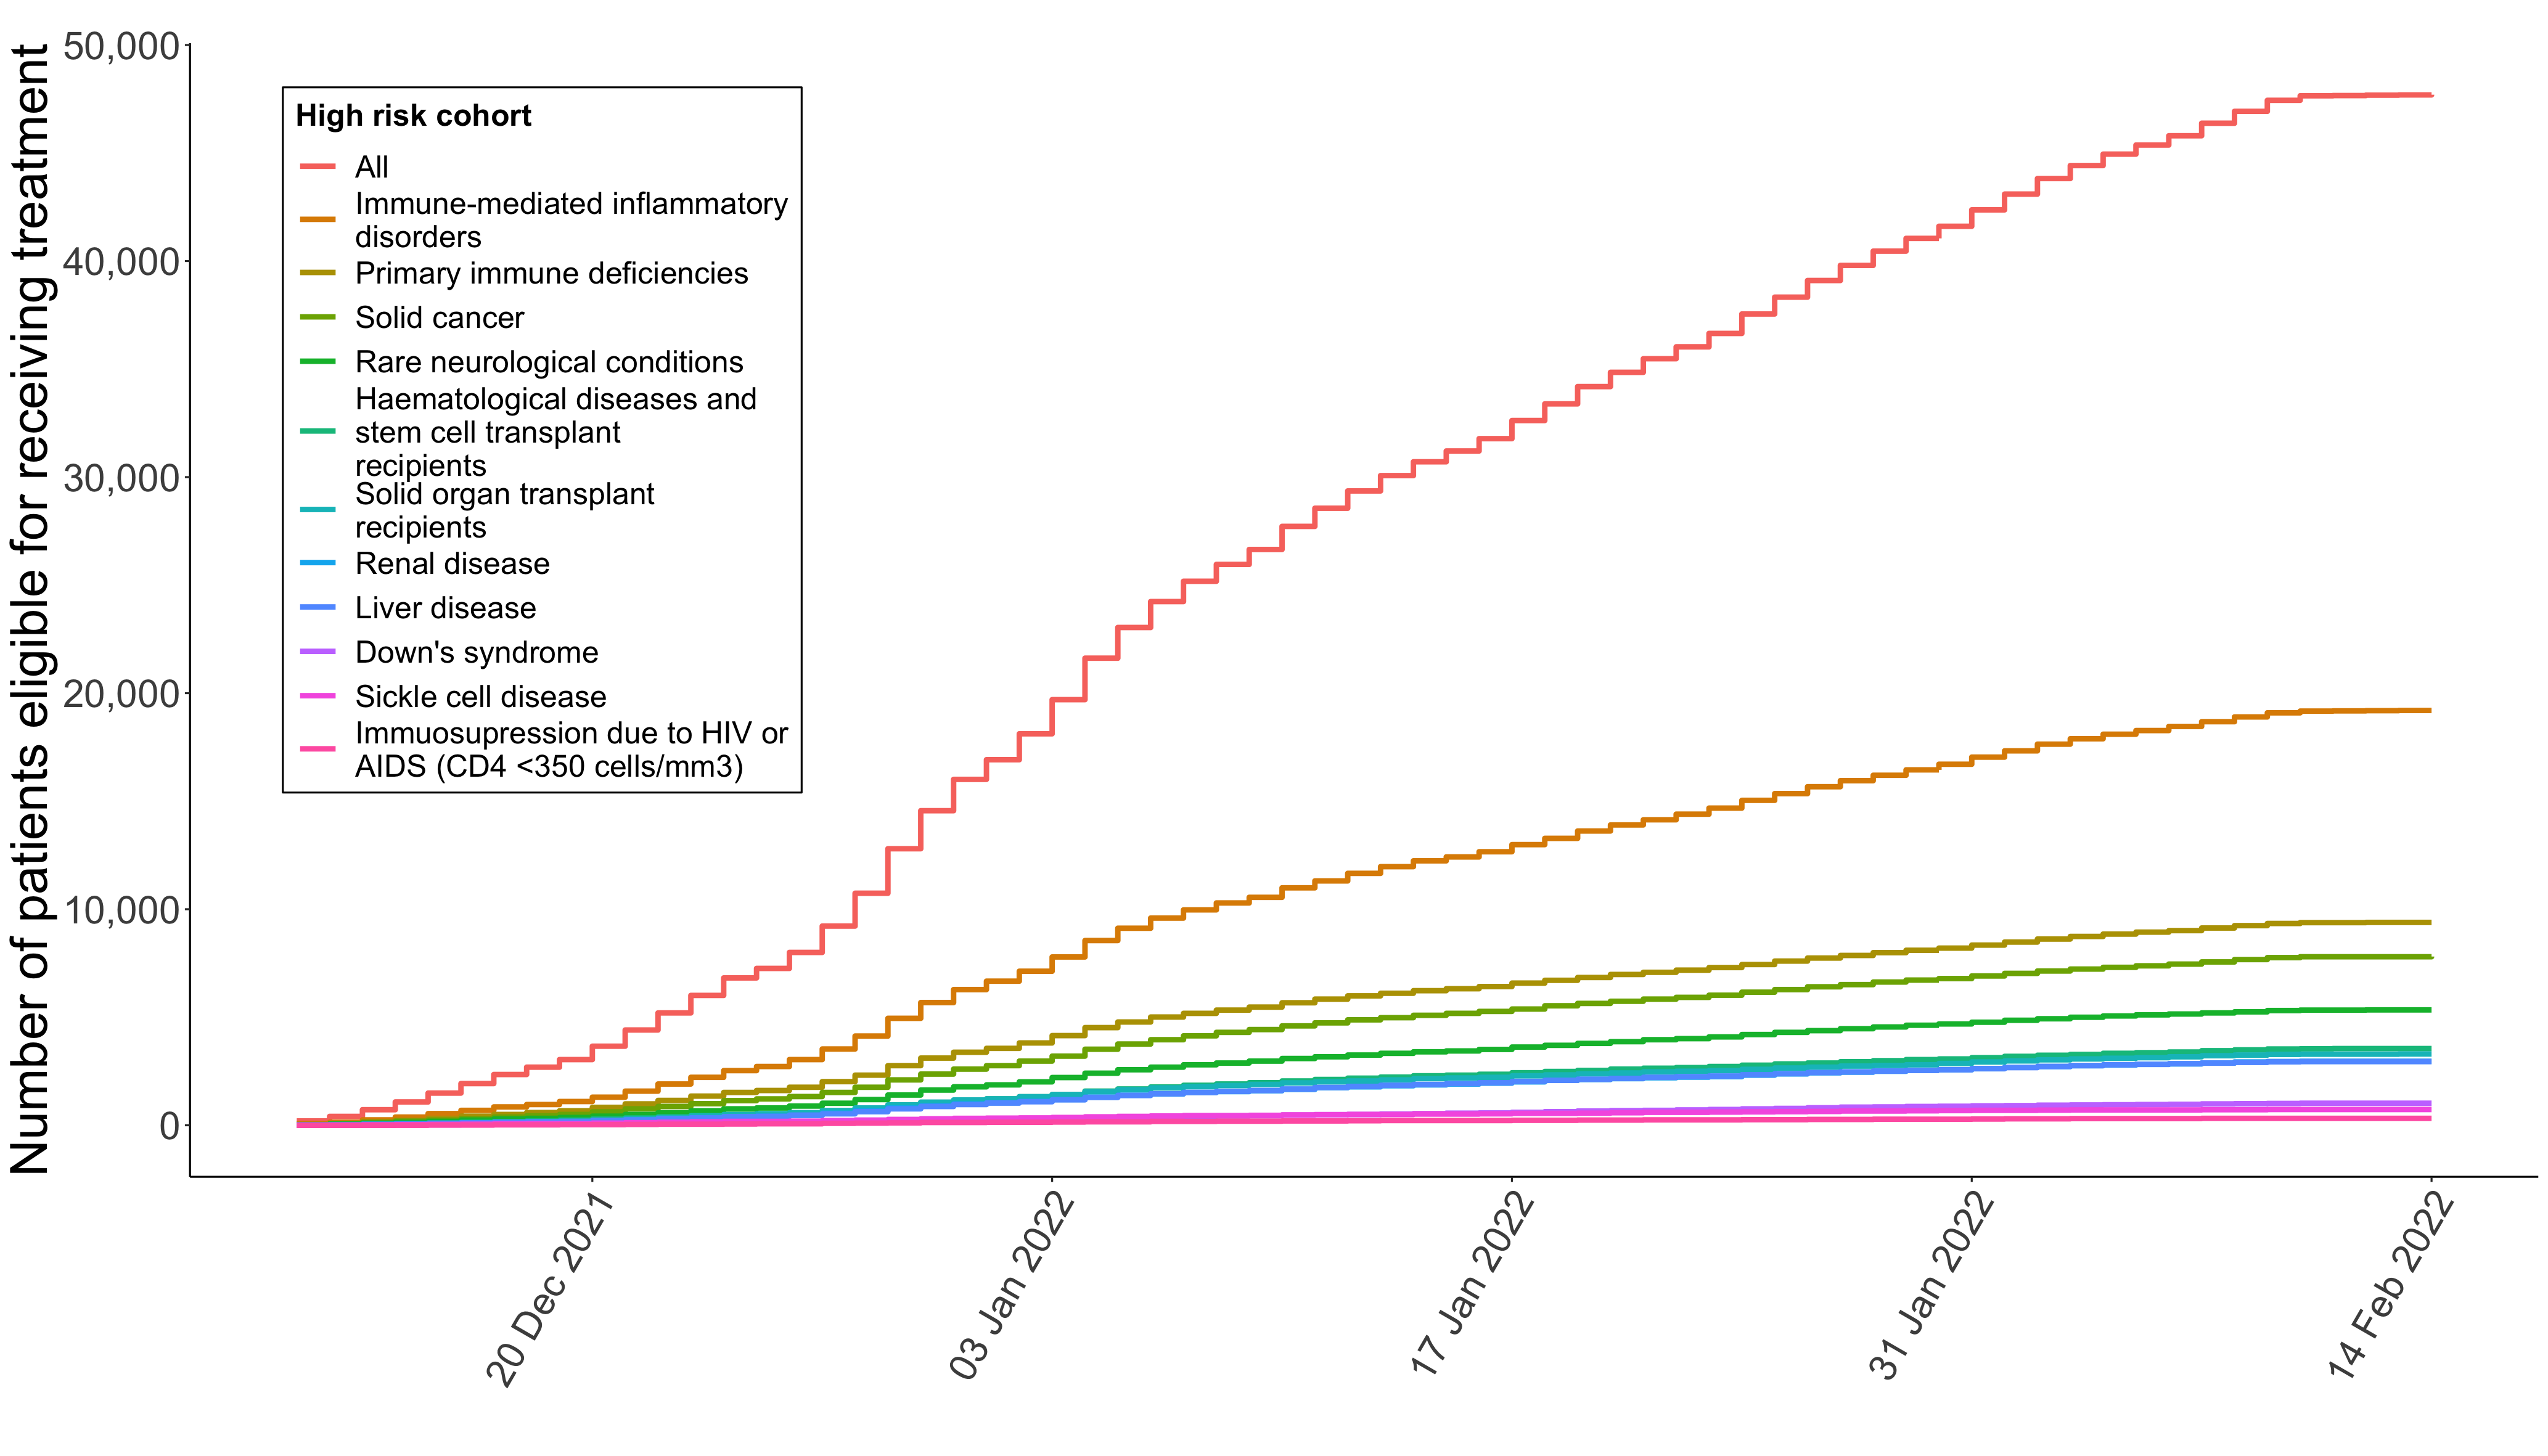 Number of patients eligible for receiving treatment
50,000
40,000
30,000
20,000
10,000
0
High risk cohort
All
Immune-mediated inflammatory
disorders
Primary immune deficiencies
Solid cancer
Rare neurological conditions
Haematological diseases and
stem cell transplant
recipients
Solid organ transplant
recipients
Renal disease
Liver disease
Down's syndrome
Sickle cell disease
Immuosupression due to HIV or
AIDS (CD4 <350 cells/mm3)
20 Dec 2021
03 Jan 2022
17 Jan 2022
31 Jan 2022
14 Feb 2022